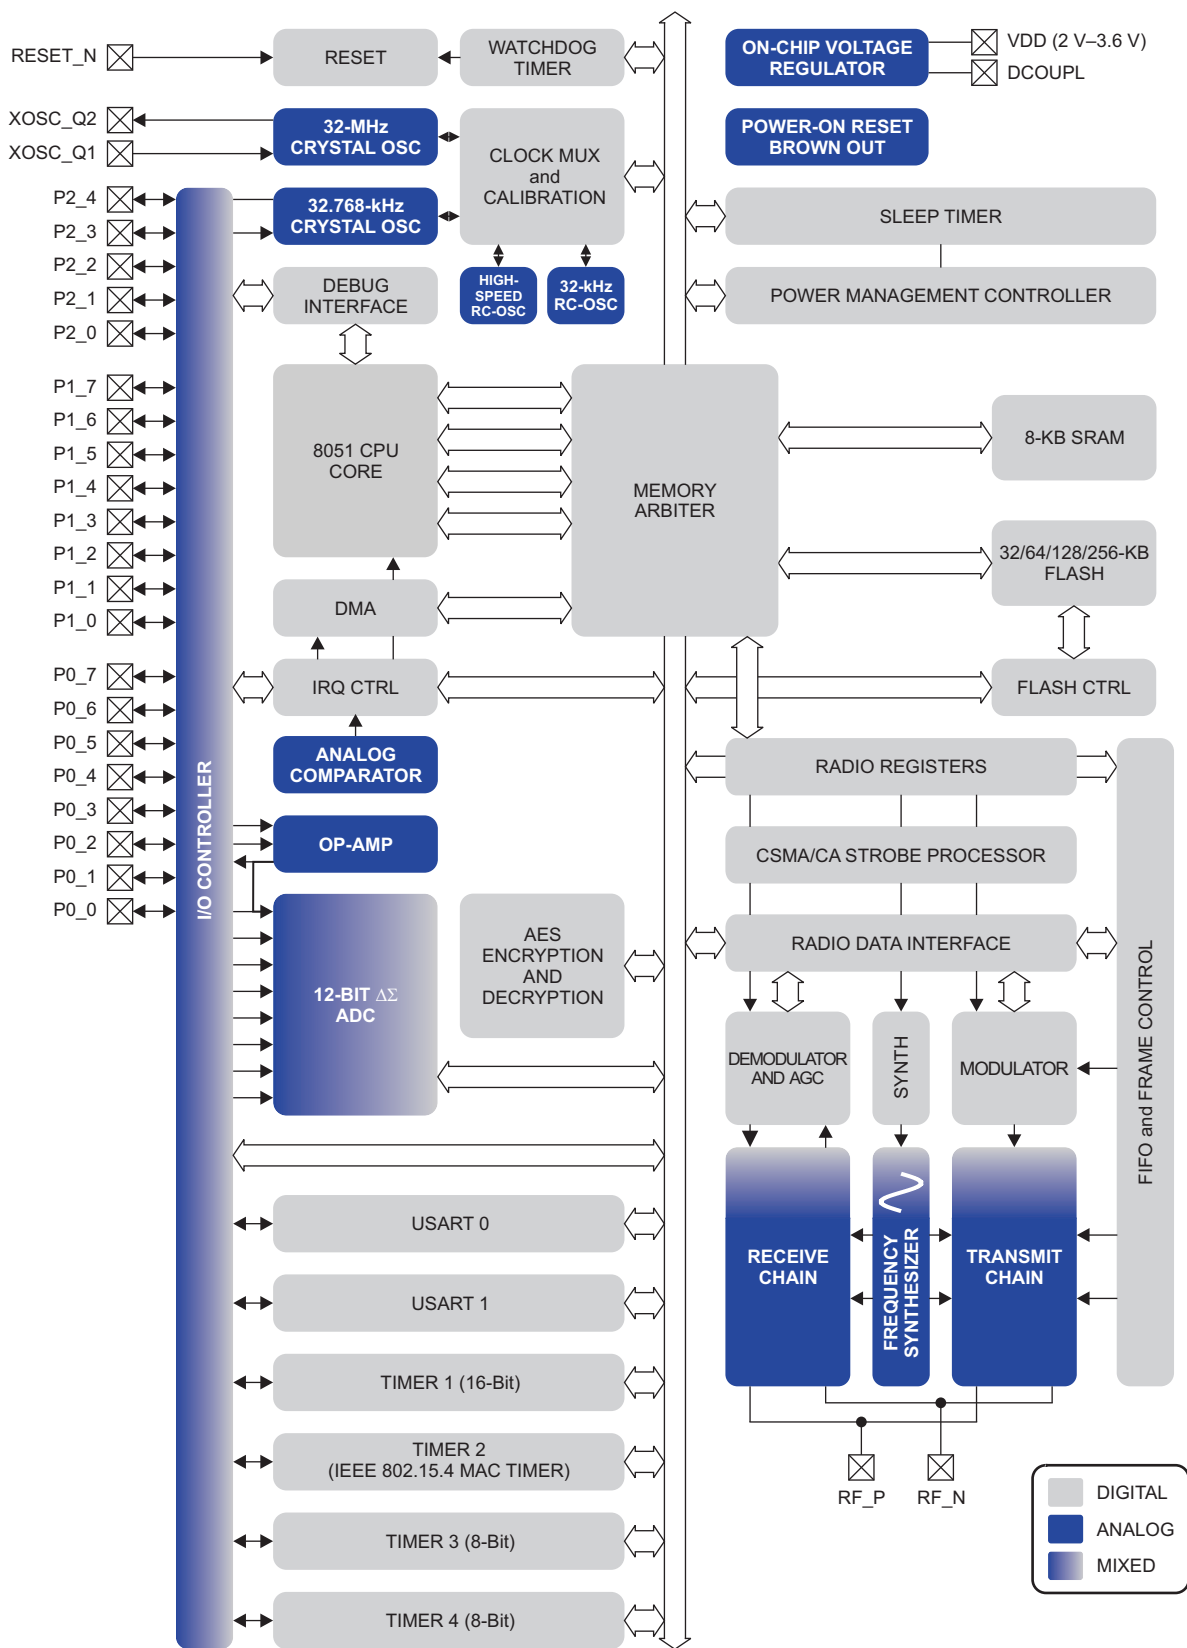 RESET_N
RESET
WATCHDOG
TIMER
ON-CHIP VOLTAGE
REGULATOR
VDD (2 V–3.6 V)
DCOUPL
XOSC_Q2
XOSC_Q1
32-MHz
CRYSTAL OSC
CLOCK MUX
and
CALIBRATION
POWER-ON RESET
BROWN OUT
P2_4
P2_3
P2_2
P2_1
P2_0
32.768-kHz
CRYSTAL OSC
SLEEP TIMER
DEBUG
INTERFACE
HIGH-
SPEED
RC-OSC
32-kHz
RC-OSC
POWER MANAGEMENT CONTROLLER
P1_7
P1_6
P1_5
P1_4
P1_3
P1_2
P1_1
P1_0
8051 CPU
CORE
MEMORY
ARBITER
8-KB SRAM
32/64/128/256-KB
FLASH
DMA
P0_7
P0_6
P0_5
P0_4
P0_3
P0_2
P0_1
P0_0
IRQ CTRL
FLASH CTRL
ANALOG
COMPARATOR
RADIO REGISTERS
I/O CONTROLLER
OP-AMP
CSMA/CA STROBE PROCESSOR
12-BIT ΔΣ
ADC
AES
ENCRYPTION
AND
DECRYPTION
RADIO DATA INTERFACE
FIFO and FRAME CONTROL
DEMODULATOR
AND AGC
SYNTH
MODULATOR
RECEIVE
CHAIN
FREQUENCY
SYNTHESIZER
TRANSMIT
CHAIN
USART 0
USART 1
TIMER 1 (16-Bit)
TIMER 2
(IEEE 802.15.4 MAC TIMER)
TIMER 3 (8-Bit)
TIMER 4 (8-Bit)
RF_P
RF_N
DIGITAL
ANALOG
MIXED